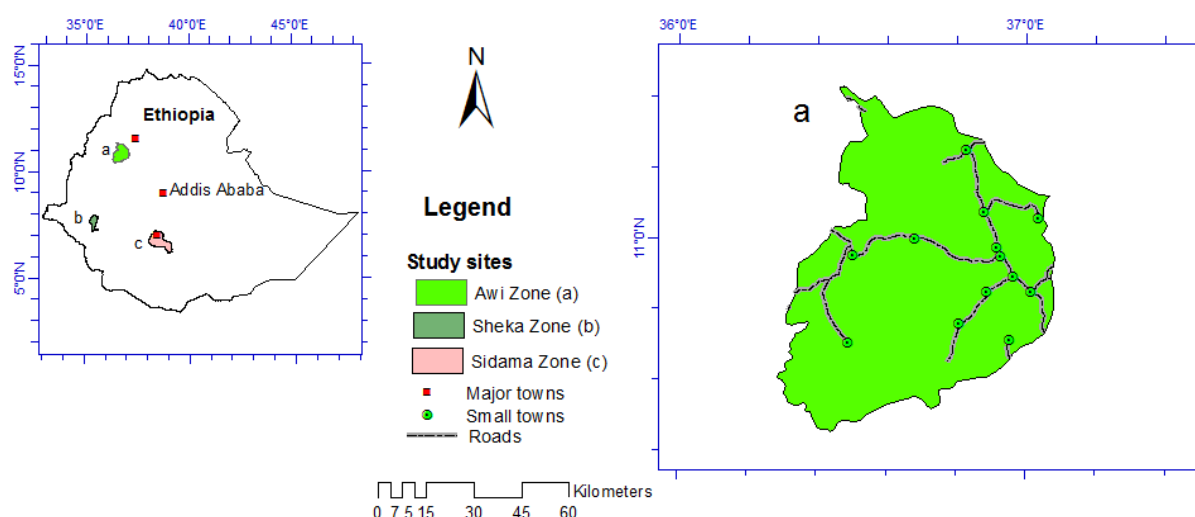 35°0'E 40°0'E 45°0'E
15°0'N
10°0'N
5°0'N
Ethiopia
a
Addis Ababa
b
c
N
Legend
Study sites
Awi Zone (a)
Sheka Zone (b)
Sidama Zone (c)
Major towns
Small towns
Roads
Kilometers
0 7.5 15 30 45 60
36°0'E 37°0'E
11°0'N
a